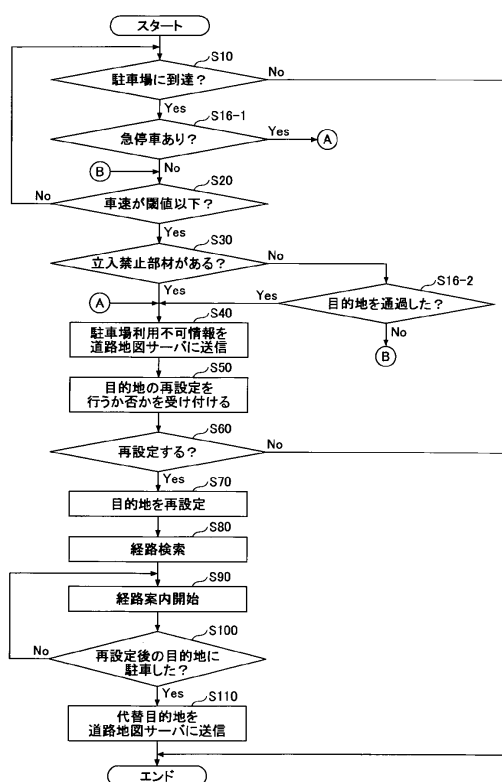 スタート
S10
駐車場に到達？
No
Yes
S16-1
急停車あり？
Yes
A
B
No
S20
No
車速が閾値以下？
Yes
S30
立入禁止部材がある？
No
S16-2
Yes
Yes
目的地を通過した？
A
No
B
S40
駐車場利用不可情報を
道路地図サーバに送信
S50
目的地の再設定を
行うか否かを受け付ける
S60
再設定する？
No
Yes
S70
目的地を再設定
S80
経路検索
S90
経路案内開始
S100
No
再設定後の目的地に
駐車した？
Yes
S110
代替目的地を
道路地図サーバに送信
エンド